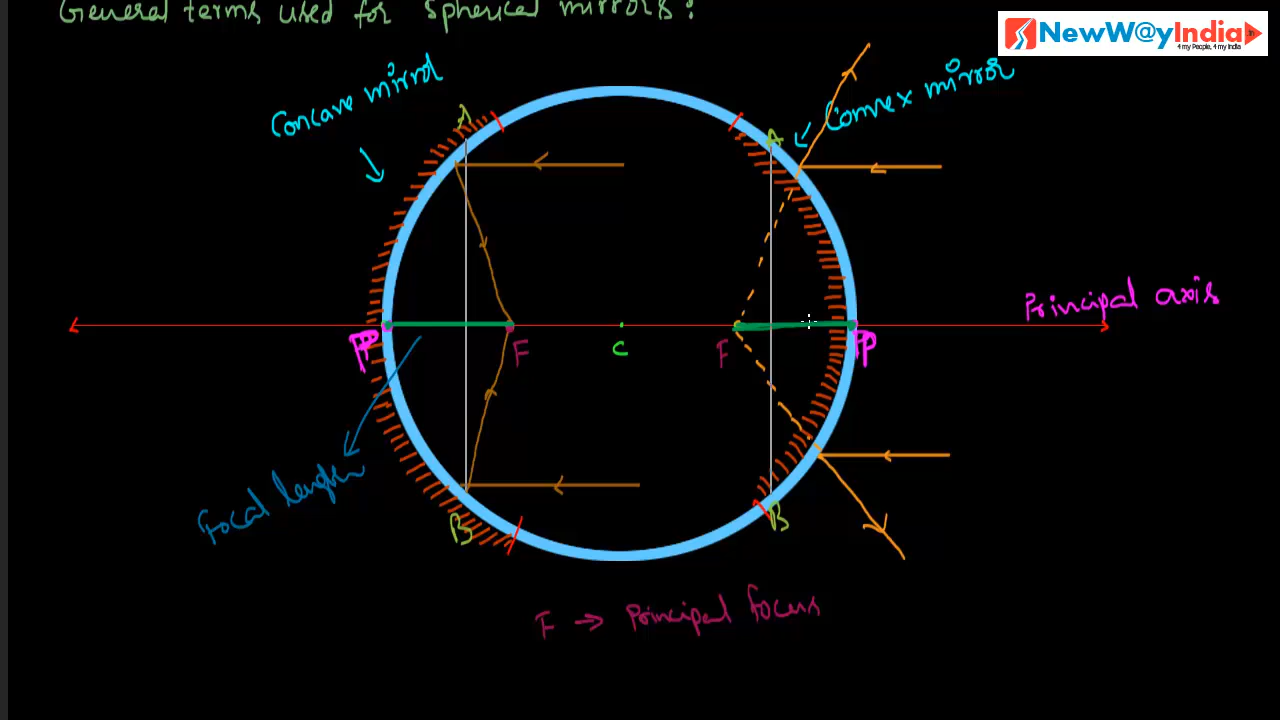 General terms used for Spherical mirrors:
NewW@yIndia.in
4 my People, 4 my India
Concave mirror
Convex mirror
A
A
Principal axis
P
F
C
F
P
Focal length
B
B
F → Principal focus